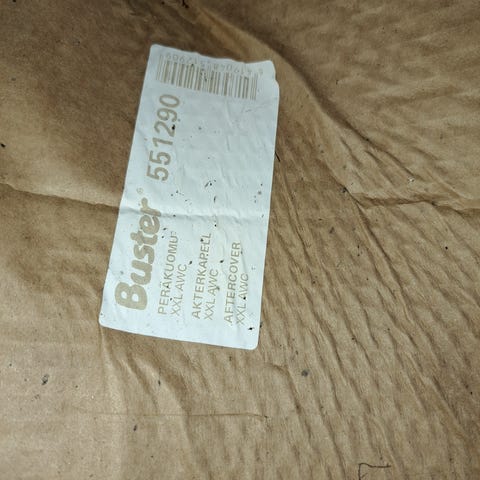 Buster® 551290
PERÄKUOMU
XXL AWC
AKTERKAPELL
XXL AWC
AFTERCOVER
XXL AWC